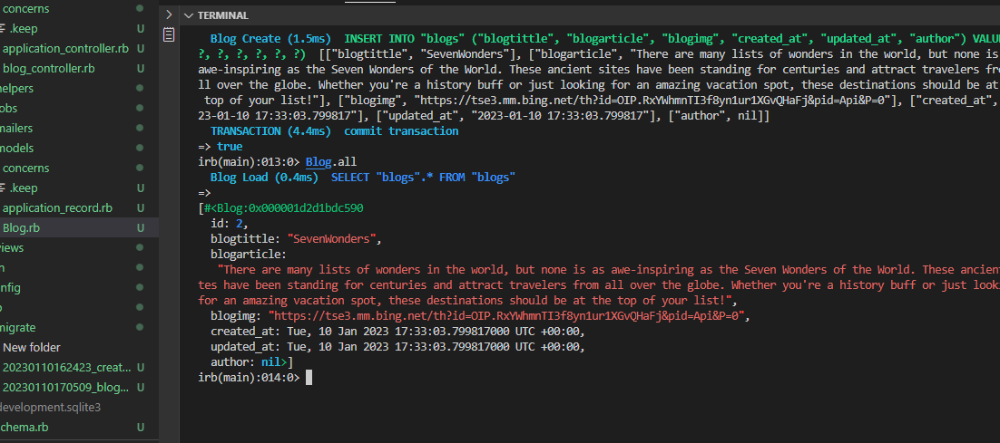 concerns
.keep U
application_controller.rb U
blog_controller.rb U
helpers
obs
mailers
models
concerns
.keep U
application_record.rb U
Blog.rb U
views
n
nfig
o
migrate
New folder
20230110162423_creat... U
20230110170509_blog... U
development.sqlite3
chema.rb U
TERMINAL
Blog Create (1.5ms) INSERT INTO "blogs" ("blogtittle", "blogarticle", "blogimg", "created_at", "updated_at", "author") VALU
?, ?, ?, ?, ?, ?) [["blogtittle", "SevenWonders"], ["blogarticle", "There are many lists of wonders in the world, but none is
awe-inspiring as the Seven Wonders of the World. These ancient sites have been standing for centuries and attract travelers fr
ll over the globe. Whether you're a history buff or just looking for an amazing vacation spot, these destinations should be at
top of your list!"], ["blogimg", "https://tse3.mm.bing.net/th?id=OIP.RxYWhmnTI3f8yn1ur1XGvQHaFj&pid=Api&P=0"], ["created_at",
23-01-10 17:33:03.799817"], ["updated_at", "2023-01-10 17:33:03.799817"], ["author", nil]]
TRANSACTION (4.4ms) commit transaction
=> true
irb(main):013:0> Blog.all
Blog Load (0.4ms) SELECT "blogs".* FROM "blogs"
=>
[#<Blog:0x000001d2d1bdc590
id: 2,
blogtittle: "SevenWonders",
blogarticle:
"There are many lists of wonders in the world, but none is as awe-inspiring as the Seven Wonders of the World. These ancient
tes have been standing for centuries and attract travelers from all over the globe. Whether you're a history buff or just looki
for an amazing vacation spot, these destinations should be at the top of your list!",
blogimg: "https://tse3.mm.bing.net/th?id=OIP.RxYWhmnTI3f8yn1ur1XGvQHaFj&pid=Api&P=0",
created_at: Tue, 10 Jan 2023 17:33:03.799817000 UTC +00:00,
updated_at: Tue, 10 Jan 2023 17:33:03.799817000 UTC +00:00,
author: nil>]
irb(main):014:0>